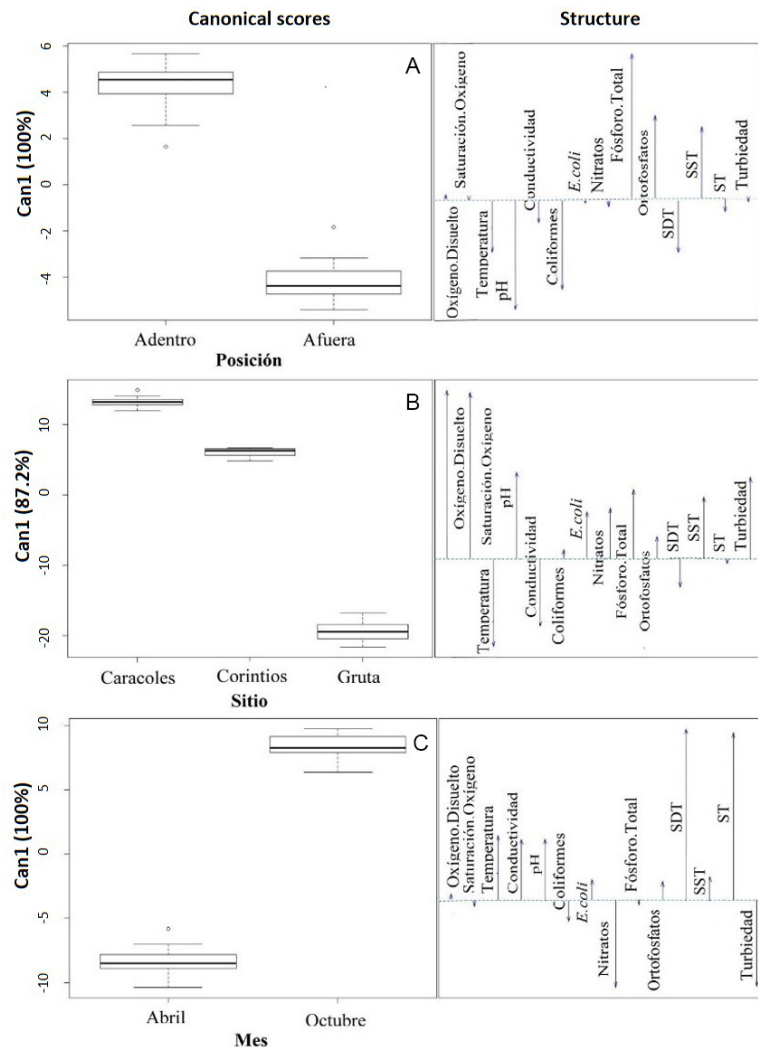 Canonical scores
Structure
A
Can1 (100%)
6
4
2
0
-2
-4
Adentro
Afuera
Posición
Oxígeno.Disuelto
Saturación.Oxígeno
Temperatura
pH
Conductividad
Coliformes
E.coli
Nitratos
Fósforo.Total
Ortofosfatos
SDT
SST
ST
Turbiedad
B
Can1 (87.2%)
10
0
-10
-20
Caracoles
Corintios
Gruta
Sitio
Oxígeno.Disuelto
Saturación.Oxígeno
Temperatura
pH
Conductividad
Coliformes
E.coli
Nitratos
Fósforo.Total
Ortofosfatos
SDT
SST
ST
Turbiedad
C
Can1 (100%)
10
5
0
-5
-10
Abril
Octubre
Mes
Oxígeno.Disuelto
Saturación.Oxígeno
Temperatura
Conductividad
pH
Coliformes
E.coli
Nitratos
Fósforo.Total
Ortofosfatos
SDT
SST
ST
Turbiedad